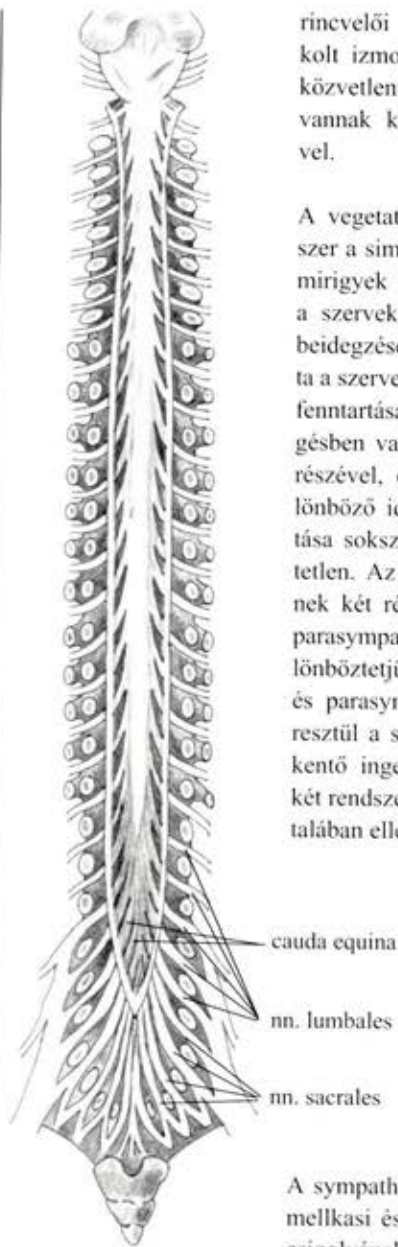 rincvelői
kolt izmo
közvetlen
vannak k
vel.
A vegetat
szer a sim
mirigyek
a szervek
beidegzése
ta a szerve
fenntartása
gésben va
részével, 
lönböző id
tása soksz
tetlen. Az
nek két ré
parasympa
lönböztetjü
és parasym
resztül a s
kentő inge
két rendsze
talában elle
cauda equina
nn. lumbales
nn. sacrales
A sympath
mellkasi és